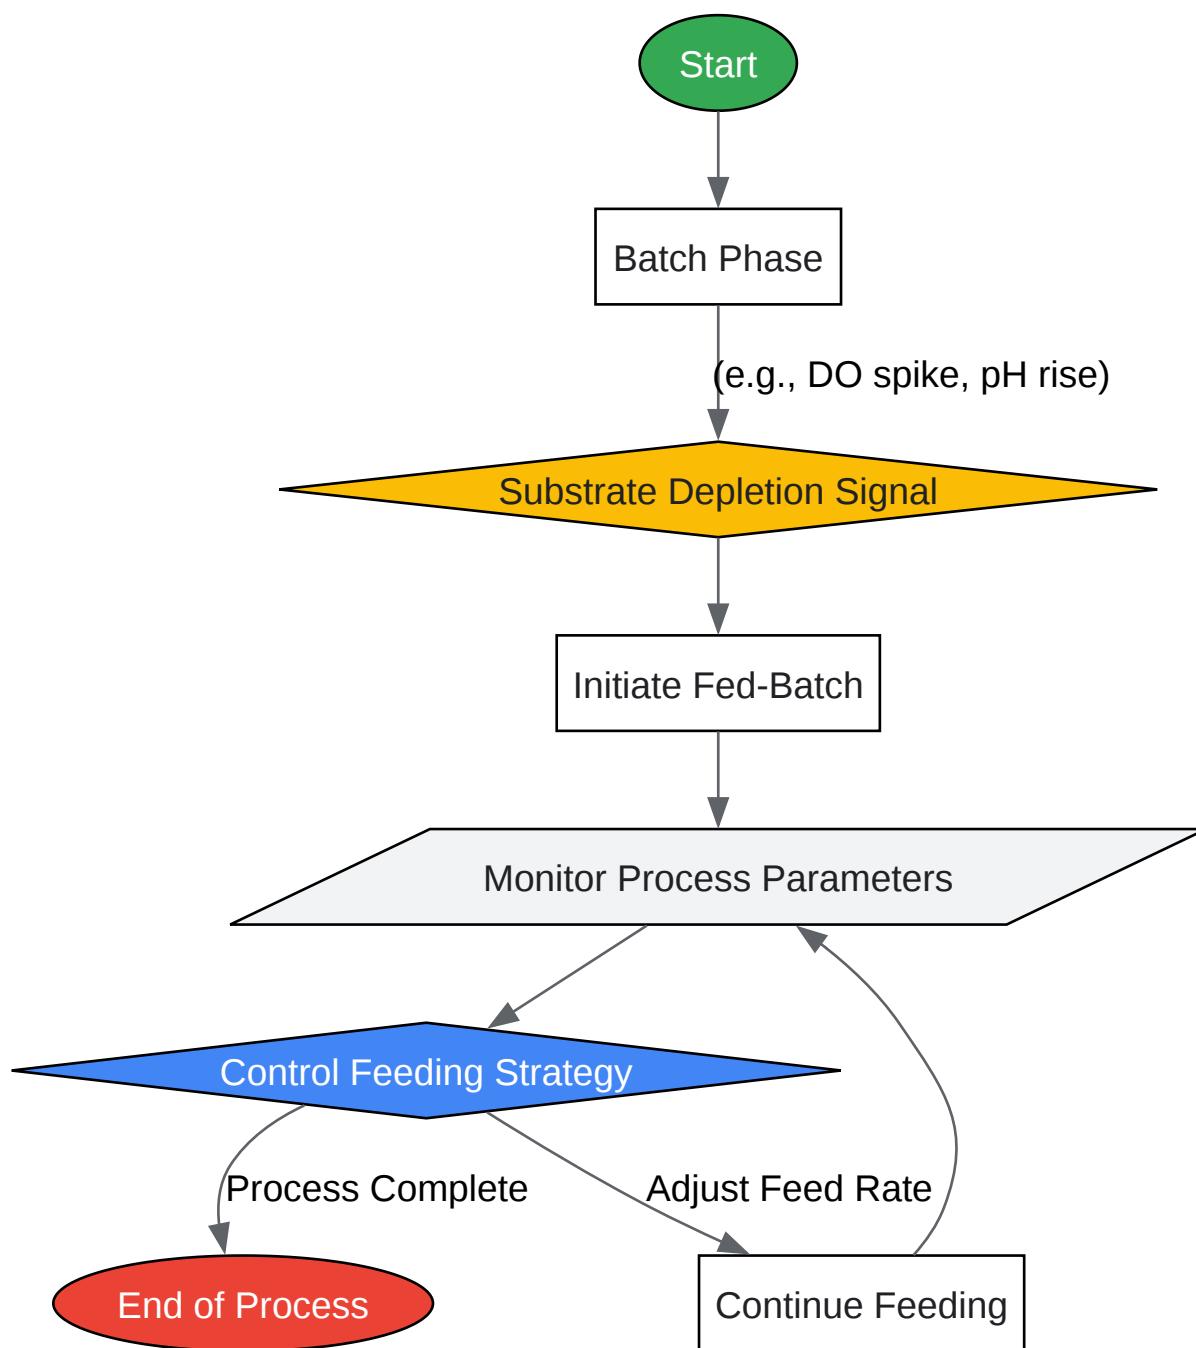 Start
Batch Phase
(e.g., DO spike, pH rise)
Substrate Depletion Signal
Initiate Fed-Batch
Monitor Process Parameters
Control Feeding Strategy
Process Complete
Adjust Feed Rate
End of Process
Continue Feeding